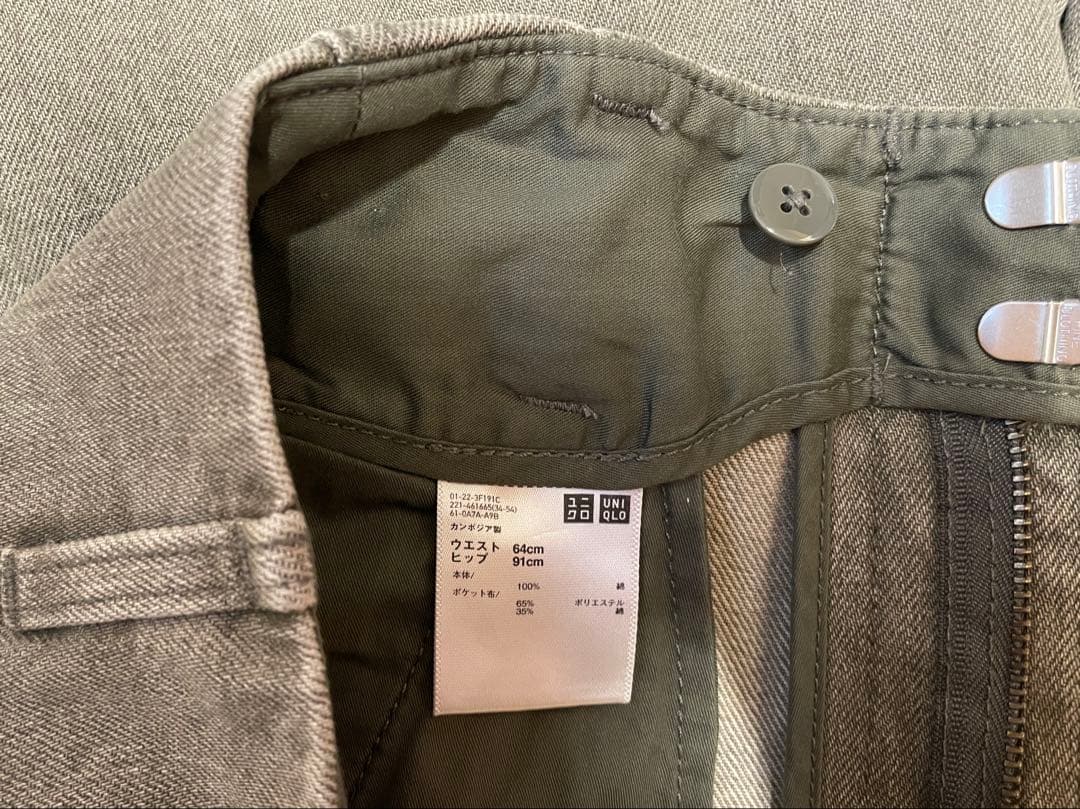 01-22-3F191C
221-461665(34-54)
61-0A7A-A9B
ユニクロ
UNIQLO
カンボジア製
ウエスト 64cm
ヒップ 91cm
本体/ 100% 綿
ポケット布/
65% ポリエステル
35% 綿